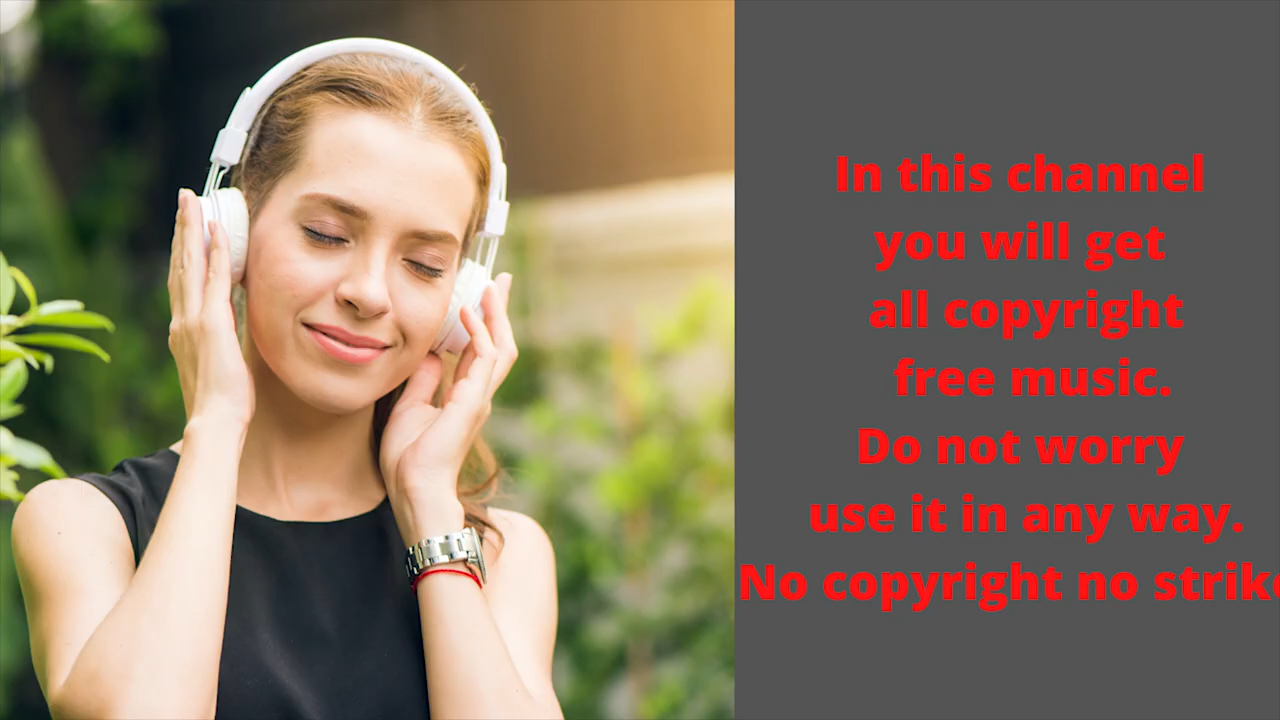 In this channel
you will get
all copyright
free music.
Do not worry
use it in any way.
No copyright no strike